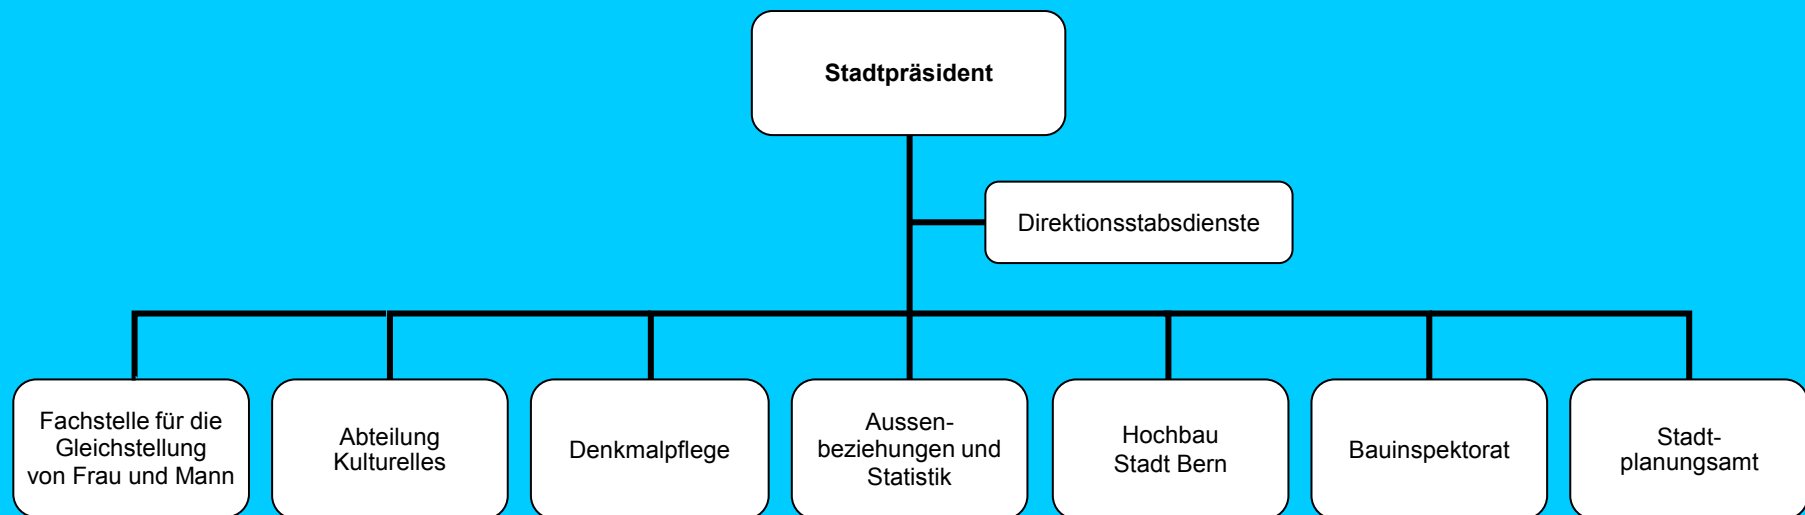 Stadtpräsident
Direktionsstabsdienste
Fachstelle für die
Gleichstellung
von Frau und Mann
Abteilung
Kulturelles
Denkmalpflege
Aussen-
beziehungen und
Statistik
Hochbau
Stadt Bern
Bauinspektorat
Stadt-
planungsamt